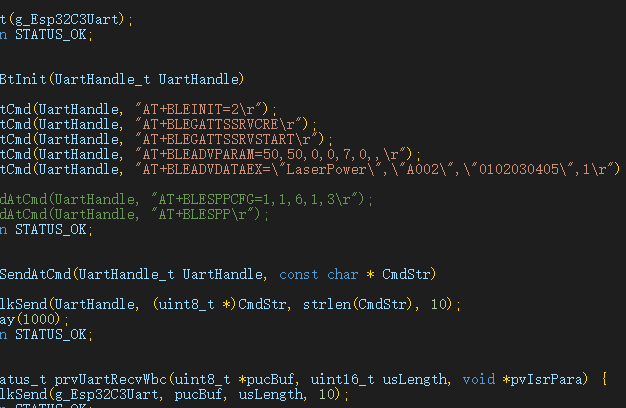 t(g_Esp32C3Uart);
n STATUS_OK;
BtInit(UartHandle_t UartHandle)
tCmd(UartHandle, "AT+BLEINIT=2\r");
tCmd(UartHandle, "AT+BLEGATTSSRVCRE\r");
tCmd(UartHandle, "AT+BLEGATTSSRVSTART\r");
tCmd(UartHandle, "AT+BLEADVPARAM=50,50,0,0,7,0,,\r");
tCmd(UartHandle, "AT+BLEADVDATAEX=\"LaserPower\",\"A002\",\"0102030405\",1\r")
dAtCmd(UartHandle, "AT+BLESPPCFG=1,1,6,1,3\r");
dAtCmd(UartHandle, "AT+BLESPP\r");
n STATUS_OK;
SendAtCmd(UartHandle_t UartHandle, const char * CmdStr)
lkSend(UartHandle, (uint8_t *)CmdStr, strlen(CmdStr), 10);
ay(1000);
n STATUS_OK;
atus_t prvUartRecvWbc(uint8_t *pucBuf, uint16_t usLength, void *pvIsrPara) {
lkSend(g_Esp32C3Uart, pucBuf, usLength, 10);
n STATUS_OK;